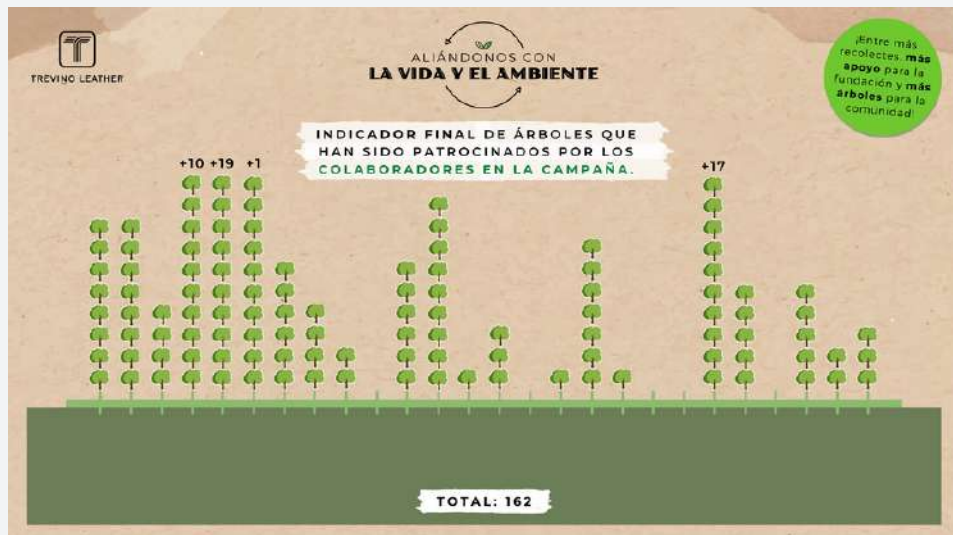 TREVIÑO LEATHER
ALIÁNDONOS CON
LA VIDA Y EL AMBIENTE
¡Entre más
recolectes, más
apoyo para la
fundación y más
árboles para la
comunidad!
INDICADOR FINAL DE ÁRBOLES QUE
HAN SIDO PATROCINADOS POR LOS
COLABORADORES EN LA CAMPAÑA.
+10 +19 +1
+17
TOTAL: 162